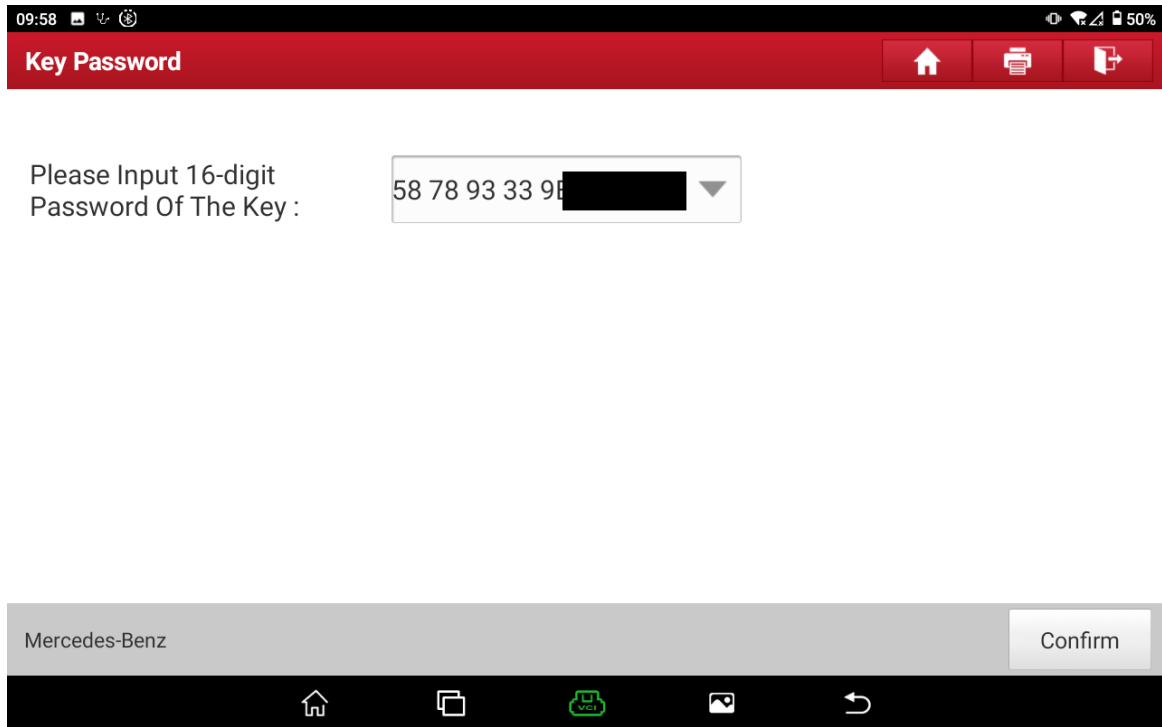 09:58 50%
Key Password
Please Input 16-digit
Password Of The Key :
58 78 93 33 9
Mercedes-Benz
Confirm
VCI